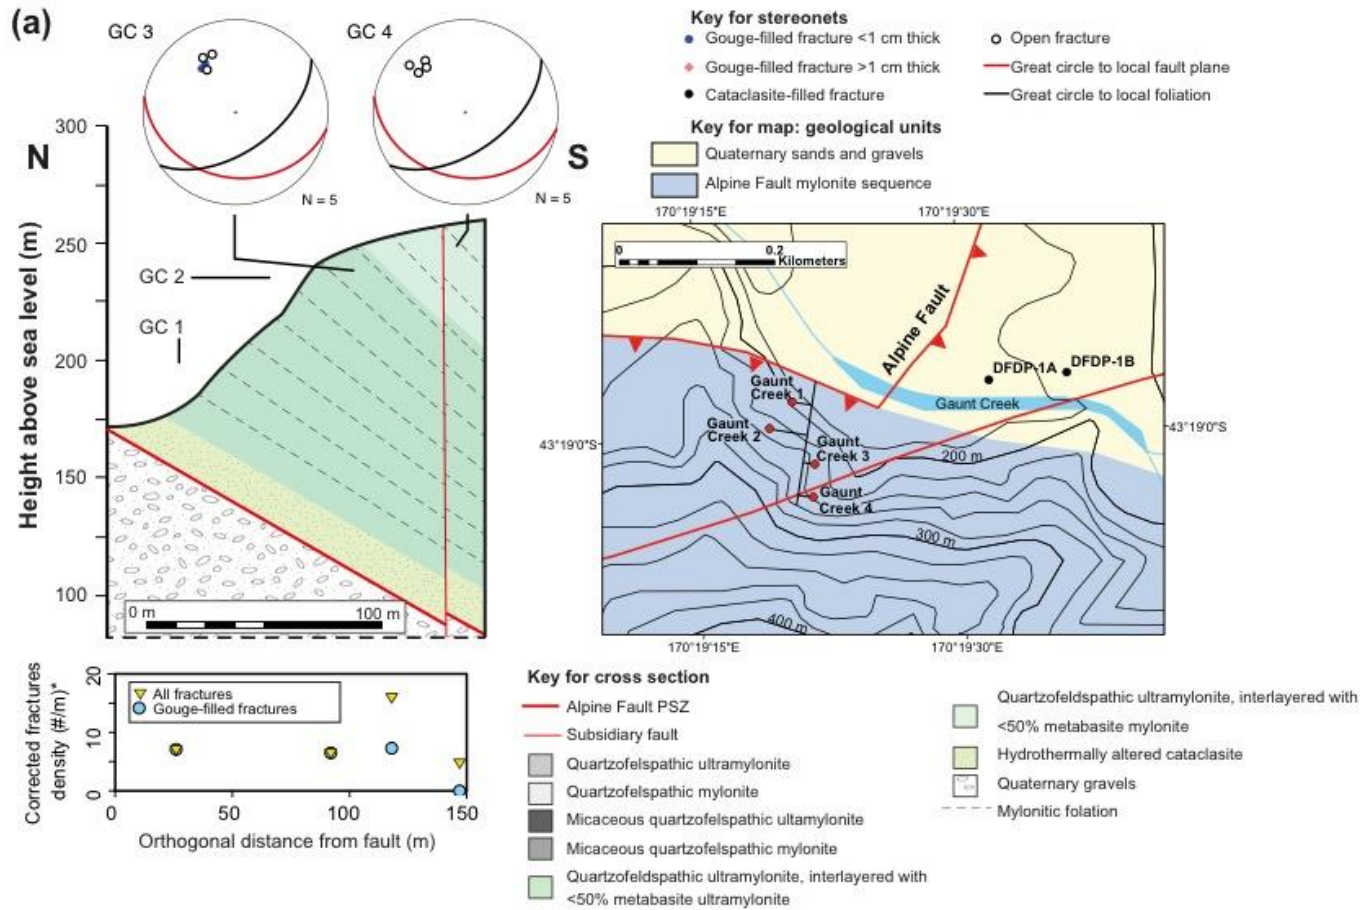 (a)
GC 3
GC 4
N = 5
N = 5
Key for stereonets
Gouge-filled fracture <1 cm thick
Gouge-filled fracture >1 cm thick
Cataclasite-filled fracture
Open fracture
Great circle to local fault plane
Great circle to local foliation
Key for map: geological units
Quaternary sands and gravels
Alpine Fault mylonite sequence
N
S
Height above sea level (m)
300
250
200
150
100
GC 2
GC 1
0 m
100 m
170°19'15"E
170°19'30"E
0
0.2
Kilometers
Alpine Fault
DFDP-1A
DFDP-1B
Gaunt
Creek 1
Gaunt Creek
Gaunt
Creek 2
Gaunt
Creek 3
Gaunt
Creek 4
200 m
300 m
400 m
43°19'0"S
43°19'0"S
170°19'15"E
170°19'30"E
Corrected fractures
density (#/m)*
20
10
0
All fractures
Gouge-filled fractures
0
50
100
150
Orthogonal distance from fault (m)
Key for cross section
Alpine Fault PSZ
Subsidiary fault
Quartzofelspathic ultramylonite
Quartzofelspathic mylonite
Micaceous quartzofelspathic ultamylonite
Micaceous quartzofelspathic mylonite
Quartzofeldspathic ultramylonite, interlayered with
<50% metabasite ultramylonite
Quartzofeldspathic ultramylonite, interlayered with
<50% metabasite mylonite
Hydrothermally altered cataclasite
Quaternary gravels
Mylonitic folation